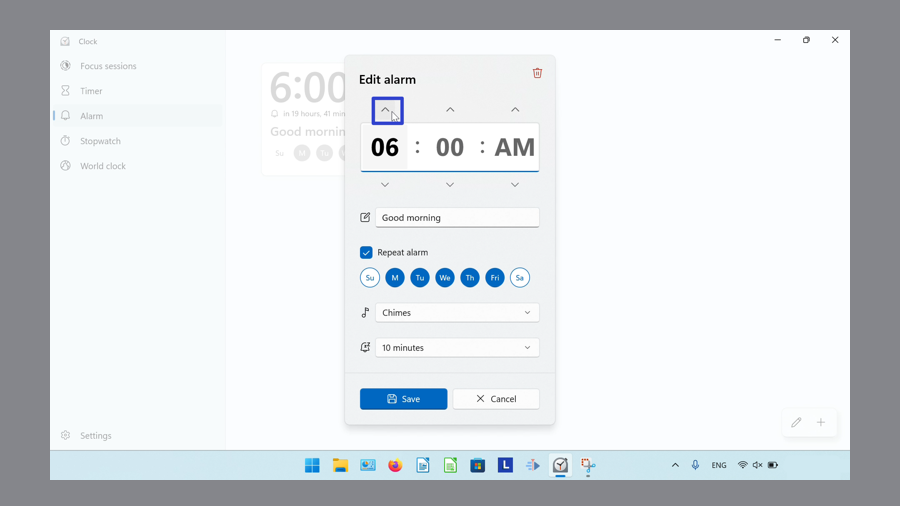 Clock
Focus sessions
Timer
Alarm
Stopwatch
World clock
Settings
6:00
in 19 hours, 41 min
Good mornin
Su M Tu
Edit alarm
06 : 00 : AM
Good morning
Repeat alarm
Su M Tu We Th Fri Sa
Chimes
10 minutes
Save Cancel
L
ENG